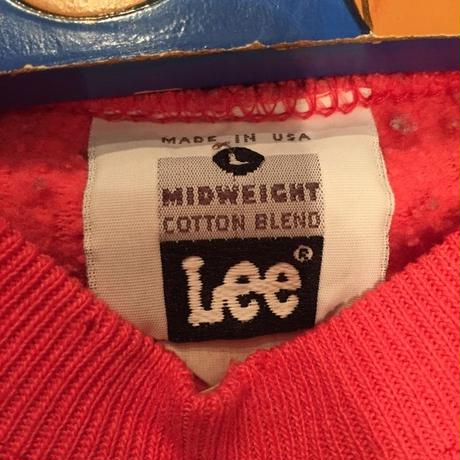 MADE IN USA
L
MIDWEIGHT
COTTON BLEND
Lee®